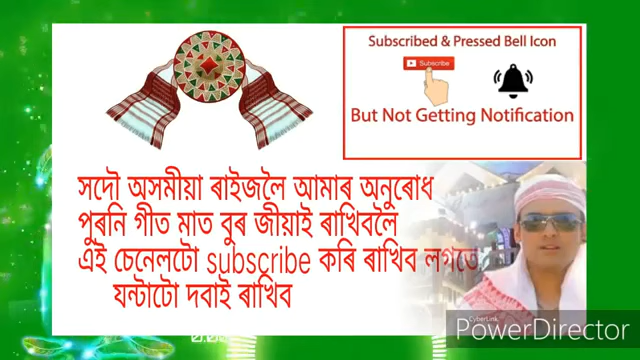 Subscribed & Pressed Bell Icon
Subscribe
But Not Getting Notification
সদৌ অসমীয়া ৰাইজলৈ আমাৰ অনুৰোধ
পুৰনি গীত মাত বুৰ জীয়াই ৰাখিবলৈ
এই চেনেলটো subscribe কৰি ৰাখিব লগতে
যন্টাটো দবাই ৰাখিব
CyberLink
PowerDirector